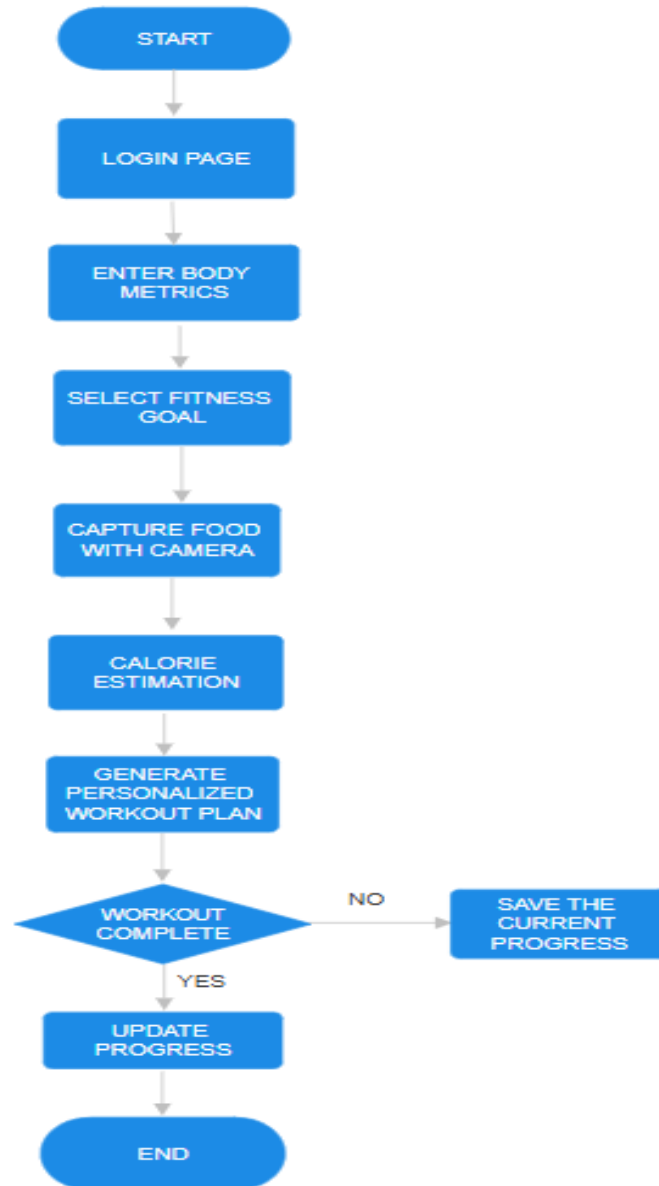 START
LOGIN PAGE
ENTER BODY
METRICS
SELECT FITNESS
GOAL
CAPTURE FOOD
WITH CAMERA
CALORIE
ESTIMATION
GENERATE
PERSONALIZED
WORKOUT PLAN
WORKOUT
COMPLETE
NO
SAVE THE
CURRENT
PROGRESS
YES
UPDATE
PROGRESS
END